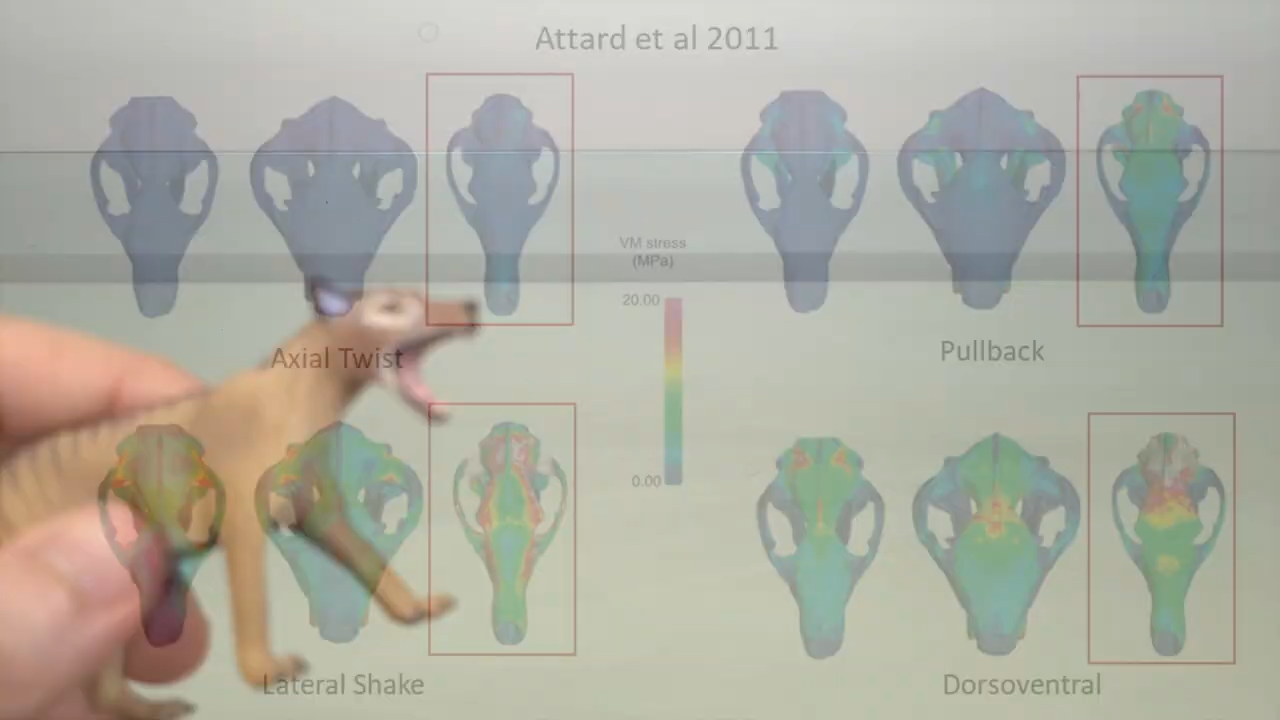 Attard et al 2011
VM stress
(MPa)
20.00
0.00
Axial Twist
Pullback
Lateral Shake
Dorsoventral